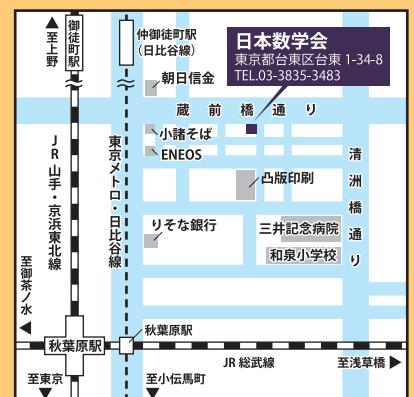 御徒町駅
至上野
仲御徒町駅
(日比谷線)
日本数学会
東京都台東区台東 1-34-8
TEL.03-3835-3483
朝日信金
蔵前橋通り
小諸そば
ENEOS
JR 山手・京浜東北線
東京メトロ・日比谷線
凸版印刷
清洲橋通り
りそな銀行
三井記念病院
和泉小学校
至御茶ノ水
秋葉原駅
秋葉原駅
JR 総武線
至浅草橋
至東京
至小伝馬町